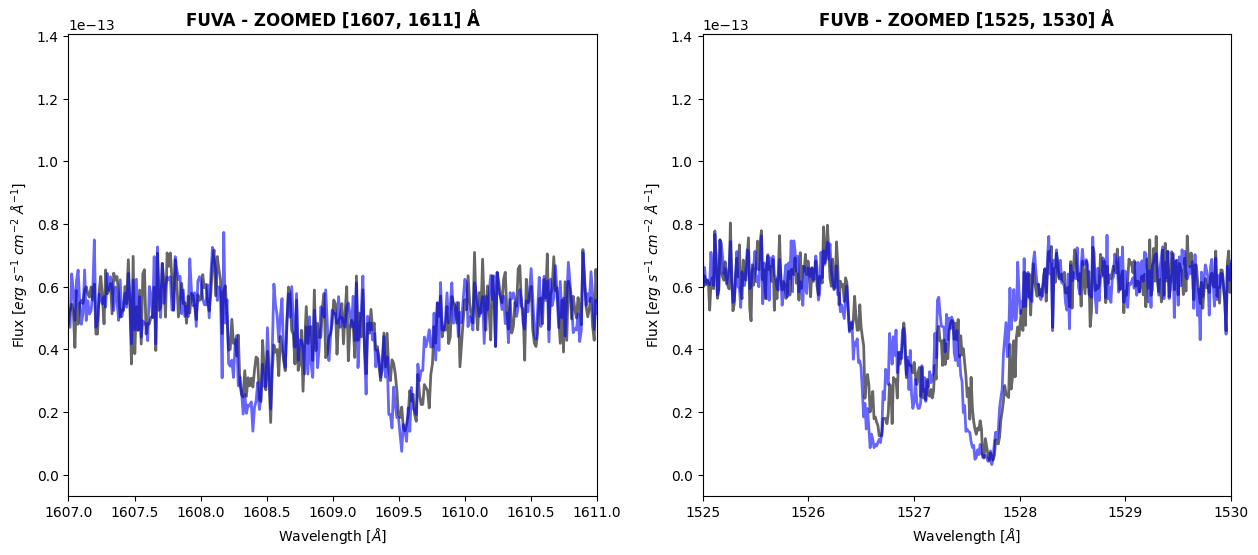 FUVA - ZOOMED [1607, 1611] Å
1e−13
1.4
1.2
1.0
0.8
0.6
0.4
0.2
0.0
Flux [erg s⁻¹ cm⁻² Å⁻¹]
1607.0 1607.5 1608.0 1608.5 1609.0 1609.5 1610.0 1610.5 1611.0
Wavelength [Å]
FUVB - ZOOMED [1525, 1530] Å
1e−13
1.4
1.2
1.0
0.8
0.6
0.4
0.2
0.0
Flux [erg s⁻¹ cm⁻² Å⁻¹]
1525 1526 1527 1528 1529 1530
Wavelength [Å]